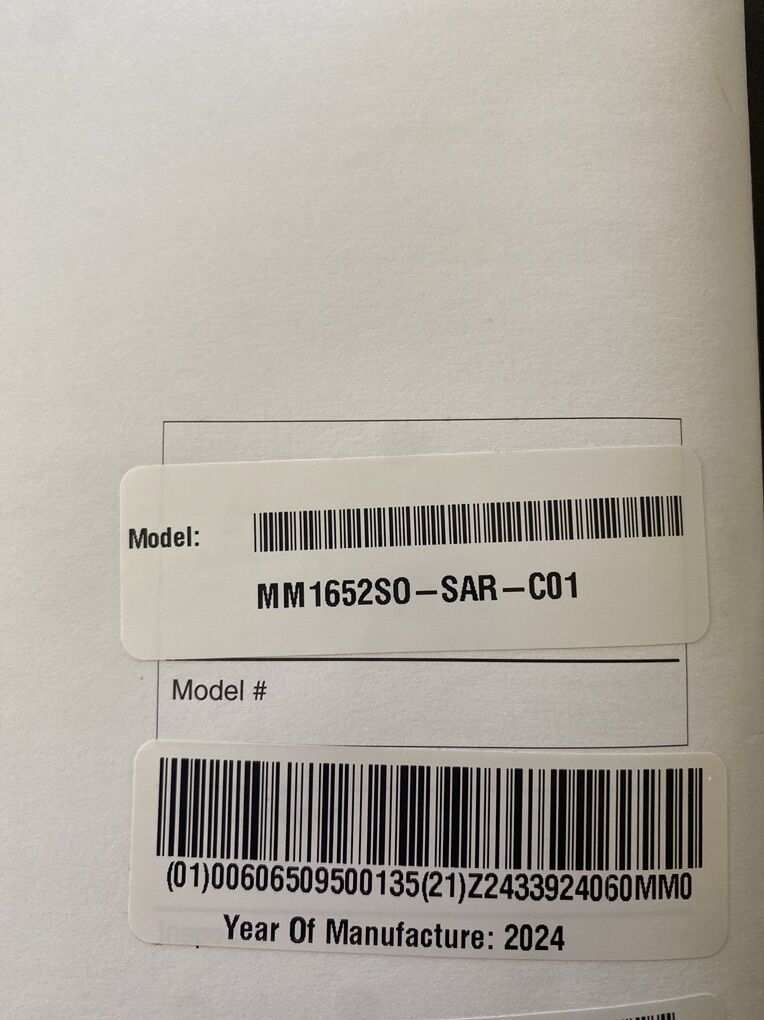 Model:
MM1652SO-SAR-C01
Model #
(01)00606509500135(21)Z2433924060MM0
Year Of Manufacture: 2024